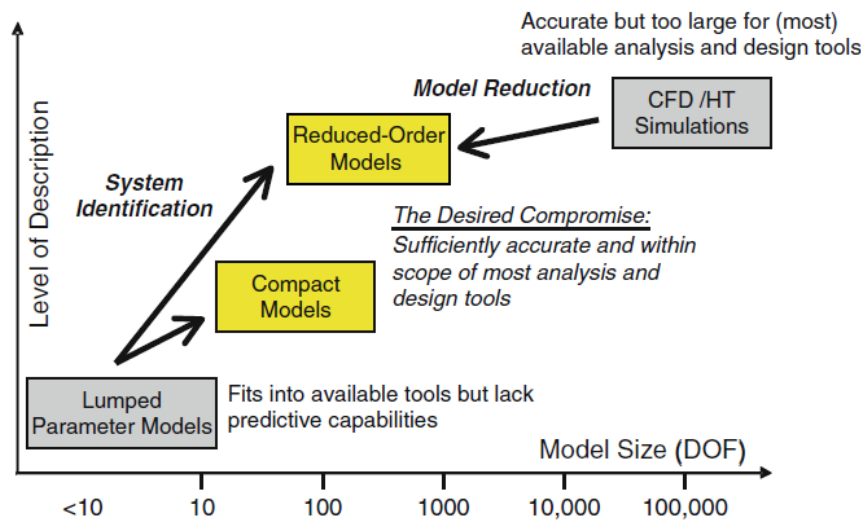 Accurate but too large for (most)
available analysis and design tools
Model Reduction
CFD /HT
Simulations
Reduced-Order
Models
System
Identification
The Desired Compromise:
Sufficiently accurate and within
scope of most analysis and
design tools
Compact
Models
Level of Description
Lumped
Parameter Models
Fits into available tools but lack
predictive capabilities
Model Size (DOF)
<10 10 100 1000 10,000 100,000